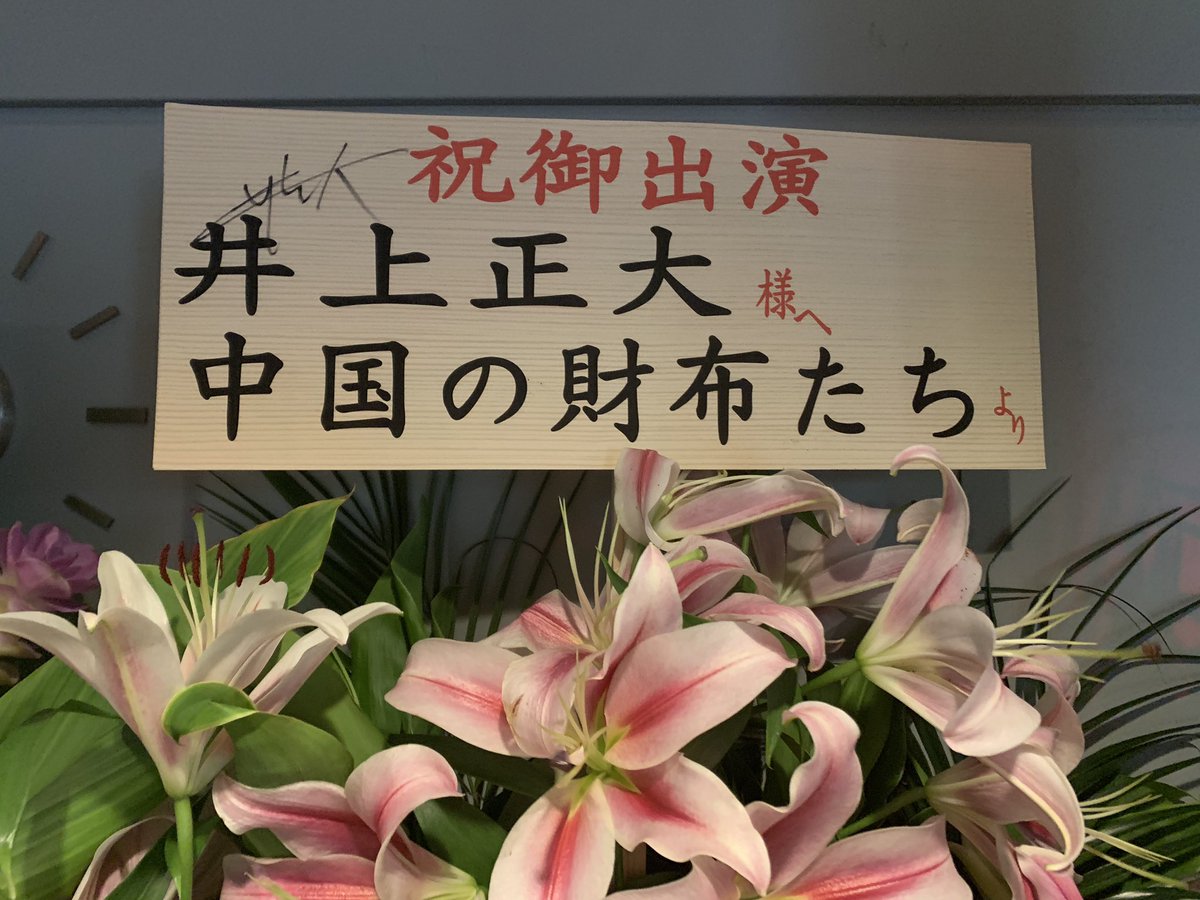 祝御出演
井上正大様へ
中国の財布たちより